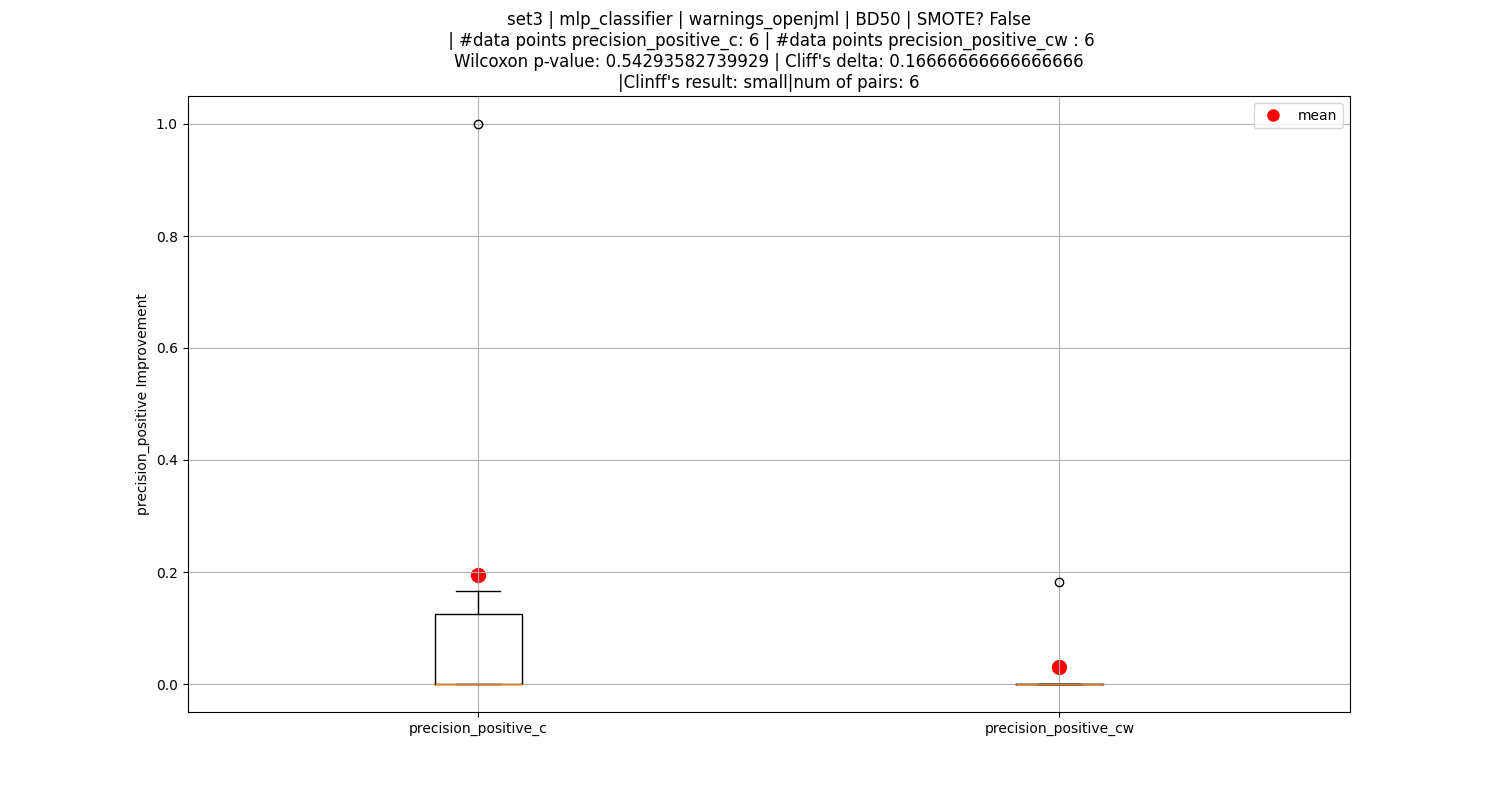 set3 | mlp_classifier | warnings_openjml | BD50 | SMOTE? False
| #data points precision_positive_c: 6 | #data points precision_positive_cw : 6
Wilcoxon p-value: 0.54293582739929 | Cliff's delta: 0.16666666666666666
|Clinff's result: small|num of pairs: 6
mean
1.0
0.8
0.6
0.4
0.2
0.0
precision_positive Improvement
precision_positive_c
precision_positive_cw